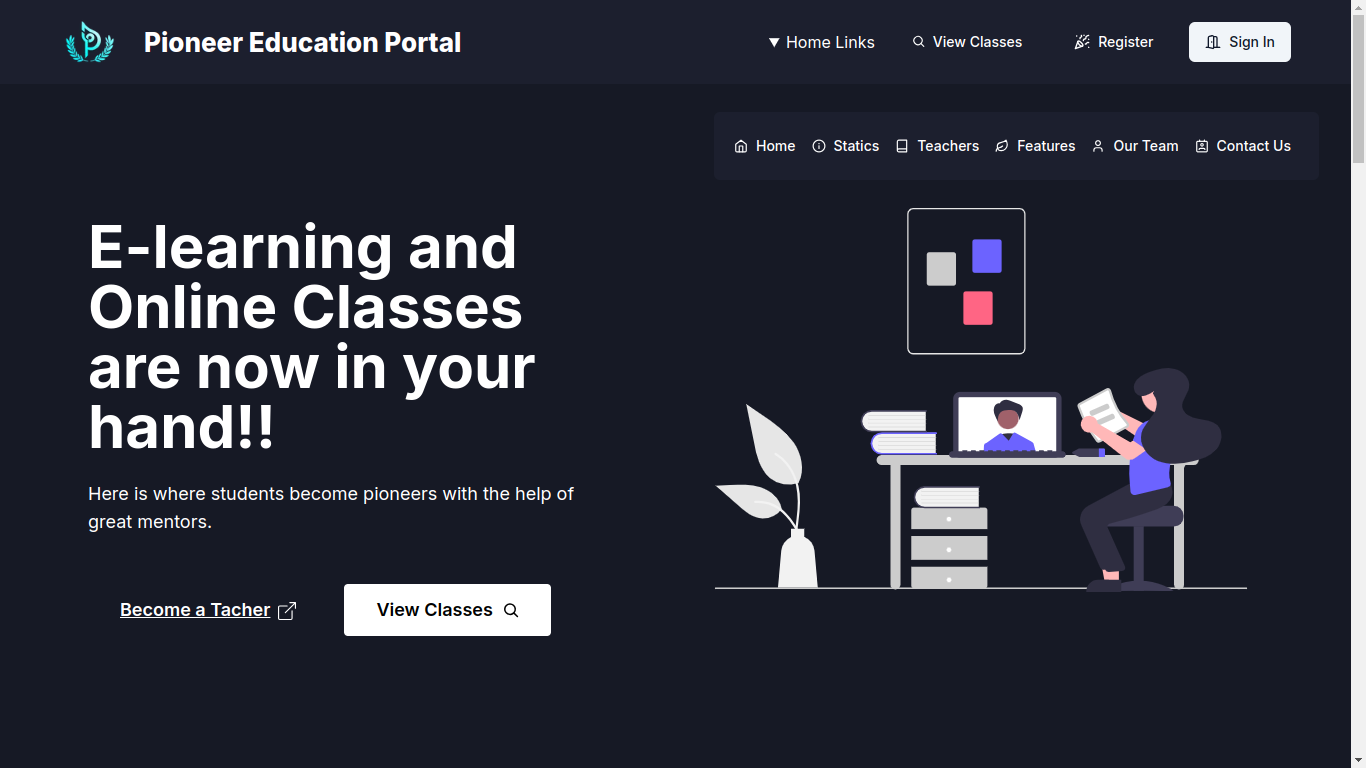 Pioneer Education Portal
▼ Home Links
View Classes
Register
Sign In
Home
Statics
Teachers
Features
Our Team
Contact Us
E-learning and
Online Classes
are now in your
hand!!
Here is where students become pioneers with the help of
great mentors.
Become a Tacher
View Classes